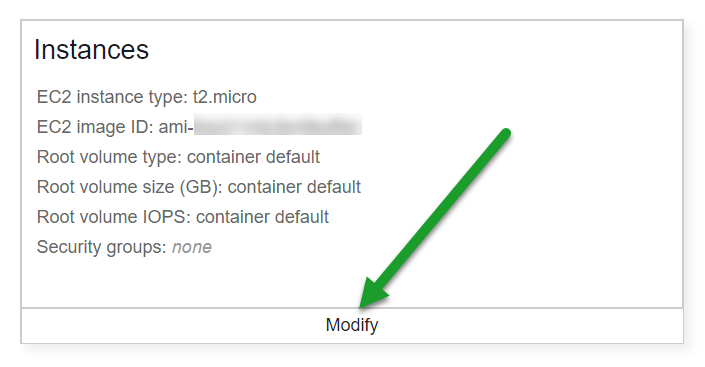 Instances
EC2 instance type: t2.micro
EC2 image ID: ami-
Root volume type: container default
Root volume size (GB): container default
Root volume IOPS: container default
Security groups: none
Modify